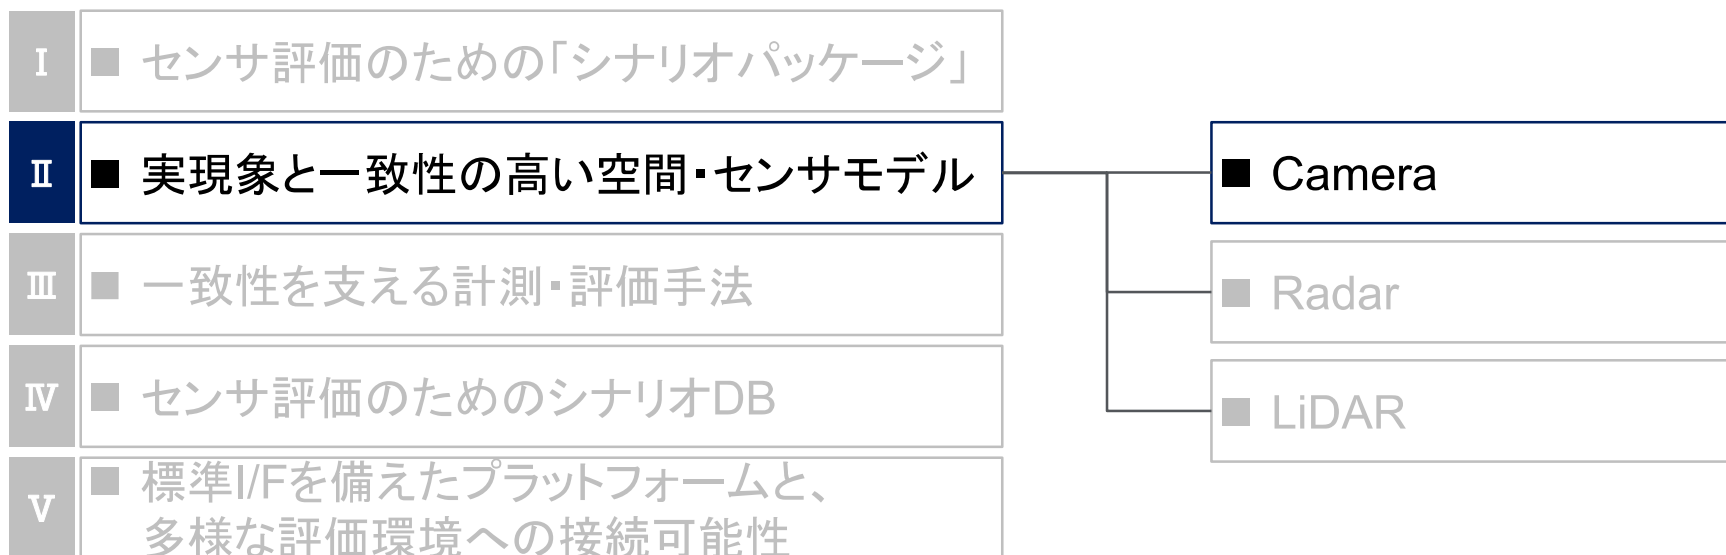 Ⅰ ■ センサ評価のための「シナリオパッケージ」
Ⅱ ■ 実現象と一致性の高い空間・センサモデル
■ Camera
Ⅲ ■ 一致性を支える計測・評価手法
■ Radar
Ⅳ ■ センサ評価のためのシナリオDB
■ LiDAR
Ⅴ ■ 標準I/Fを備えたプラットフォームと、
多様な評価環境への接続可能性